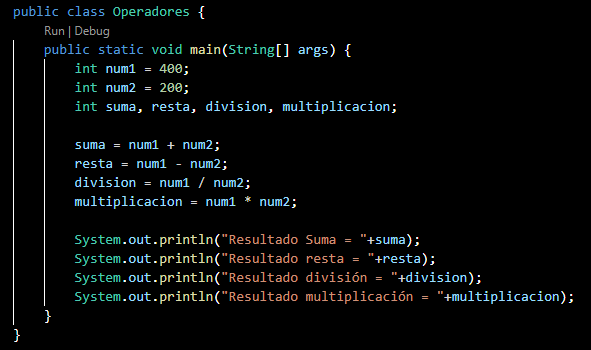 public class Operadores {
Run | Debug
public static void main(String[] args) {
int num1 = 400;
int num2 = 200;
int suma, resta, division, multiplicacion;
suma = num1 + num2;
resta = num1 - num2;
division = num1 / num2;
multiplicacion = num1 * num2;
System.out.println("Resultado Suma = "+suma);
System.out.println("Resultado resta = "+resta);
System.out.println("Resultado división = "+division);
System.out.println("Resultado multiplicación = "+multiplicacion);
}
}